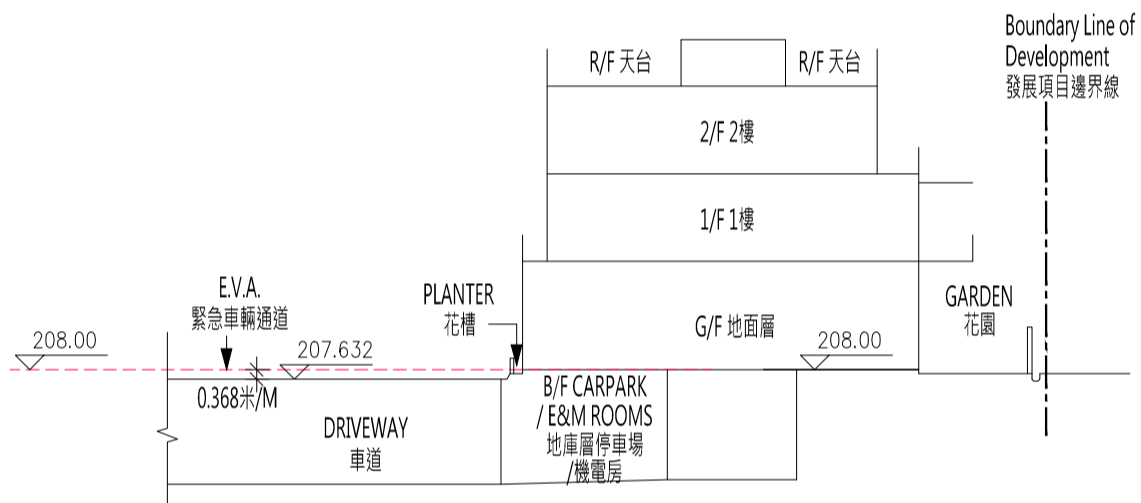 Boundary Line of
Development
發展項目邊界線
R/F 天台
R/F 天台
2/F 2樓
1/F 1樓
E.V.A.
緊急車輛通道
PLANTER
花槽
GARDEN
花園
G/F 地面層
208.00
207.632
208.00
0.368米/M
B/F CARPARK
/ E&M ROOMS
地庫層停車場
/機電房
DRIVEWAY
車道